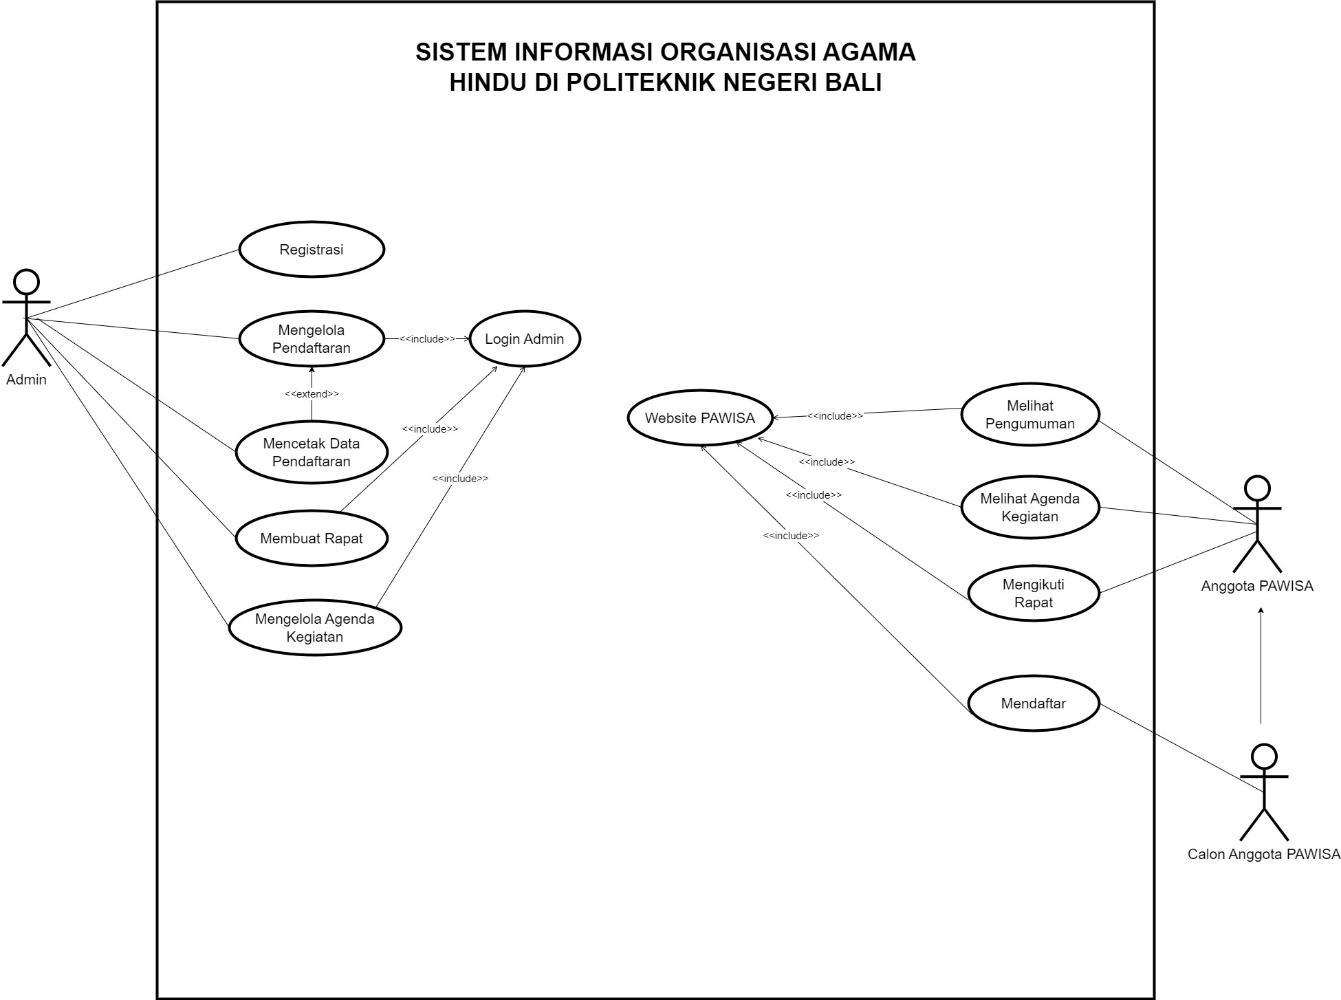 SISTEM INFORMASI ORGANISASI AGAMA
HINDU DI POLITEKNIK NEGERI BALI
Registrasi
Admin
Mengelola
Pendaftaran
<<include>>
Login Admin
<<extend>>
Mencetak Data
Pendaftaran
<<include>>
<<include>>
Membuat Rapat
Mengelola Agenda
Kegiatan
Website PAWISA
<<include>>
Melihat
Pengumuman
<<include>>
Melihat Agenda
Kegiatan
<<include>>
Mengikuti
Rapat
<<include>>
Mendaftar
Anggota PAWISA
Calon Anggota PAWISA